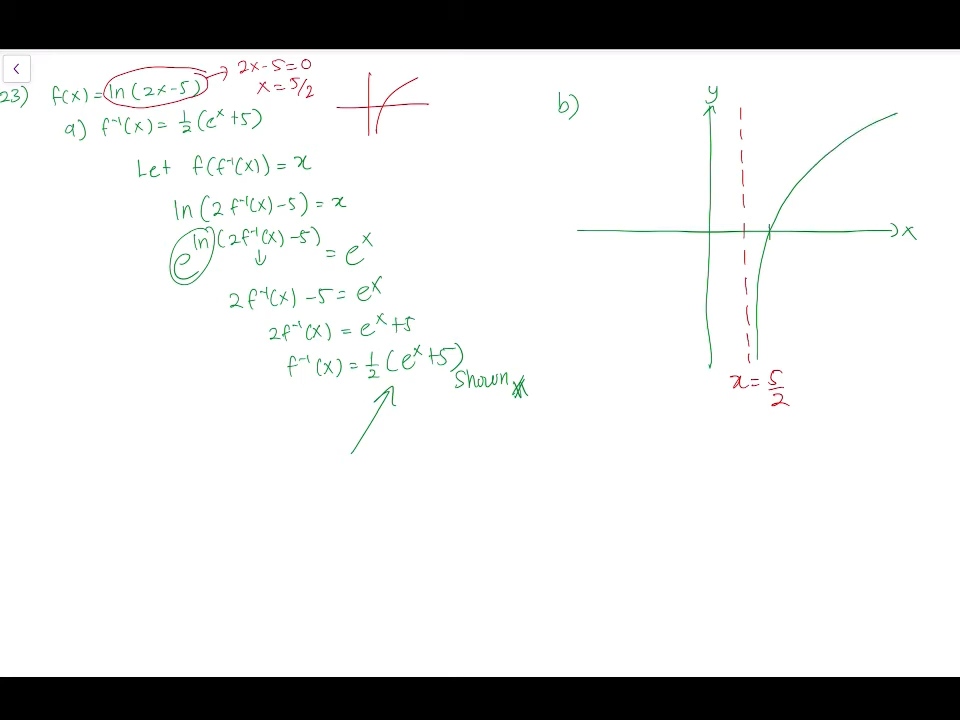 23) f(x) = ln(2x-5) → 2x-5=0
x = 5/2
a) f⁻¹(x) = 1/2 (eˣ+5)
Let f(f⁻¹(x)) = x
ln(2f⁻¹(x)-5) = x
e^ln(2f⁻¹(x)-5) = eˣ
2f⁻¹(x) -5 = eˣ
2f⁻¹(x) = eˣ+5
f⁻¹(x) = 1/2 (eˣ+5)
Shown
b)
y
x
x = 5/2